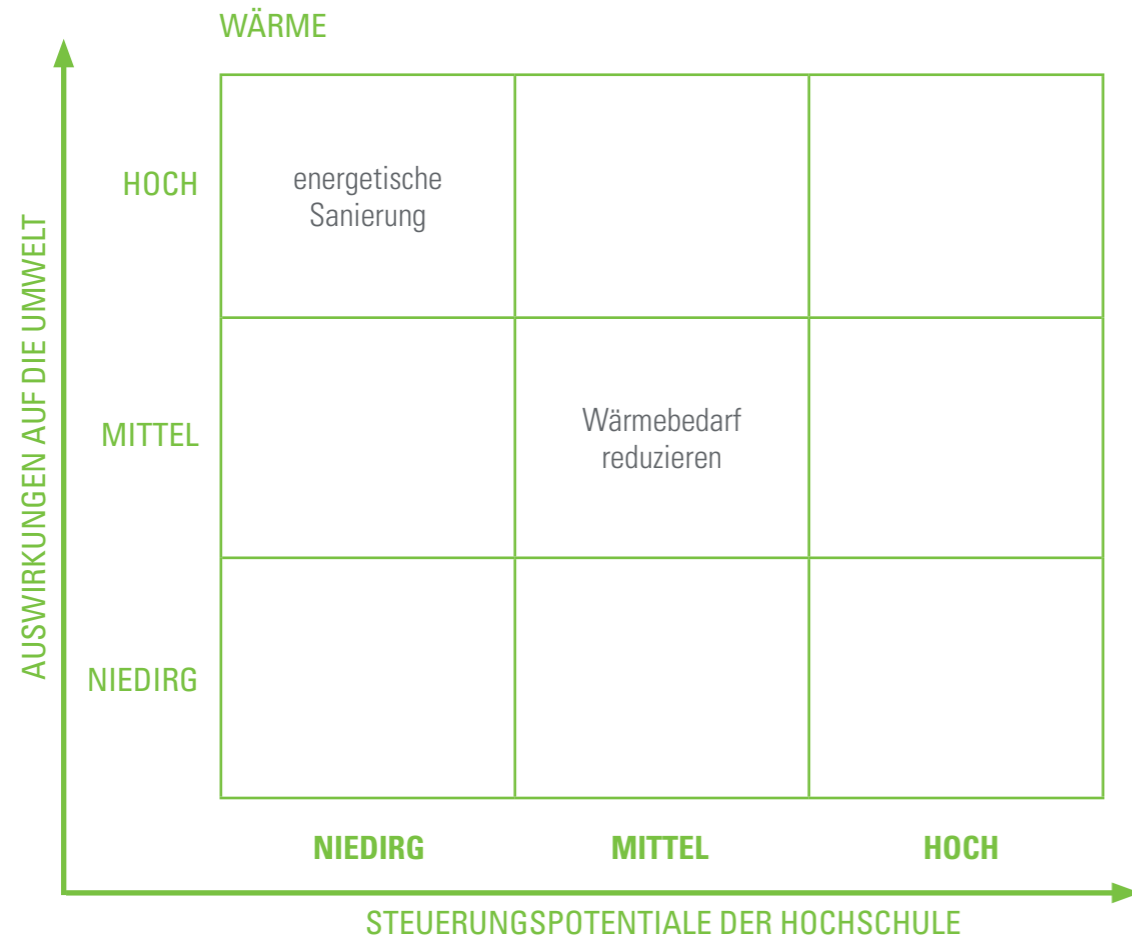 WÄRME
HOCH
energetische
Sanierung
AUSWIRKUNGEN AUF DIE UMWELT
MITTEL
Wärmebedarf
reduzieren
NIEDIRG
NIEDIRG
MITTEL
HOCH
STEUERUNGSPOTENTIALE DER HOCHSCHULE